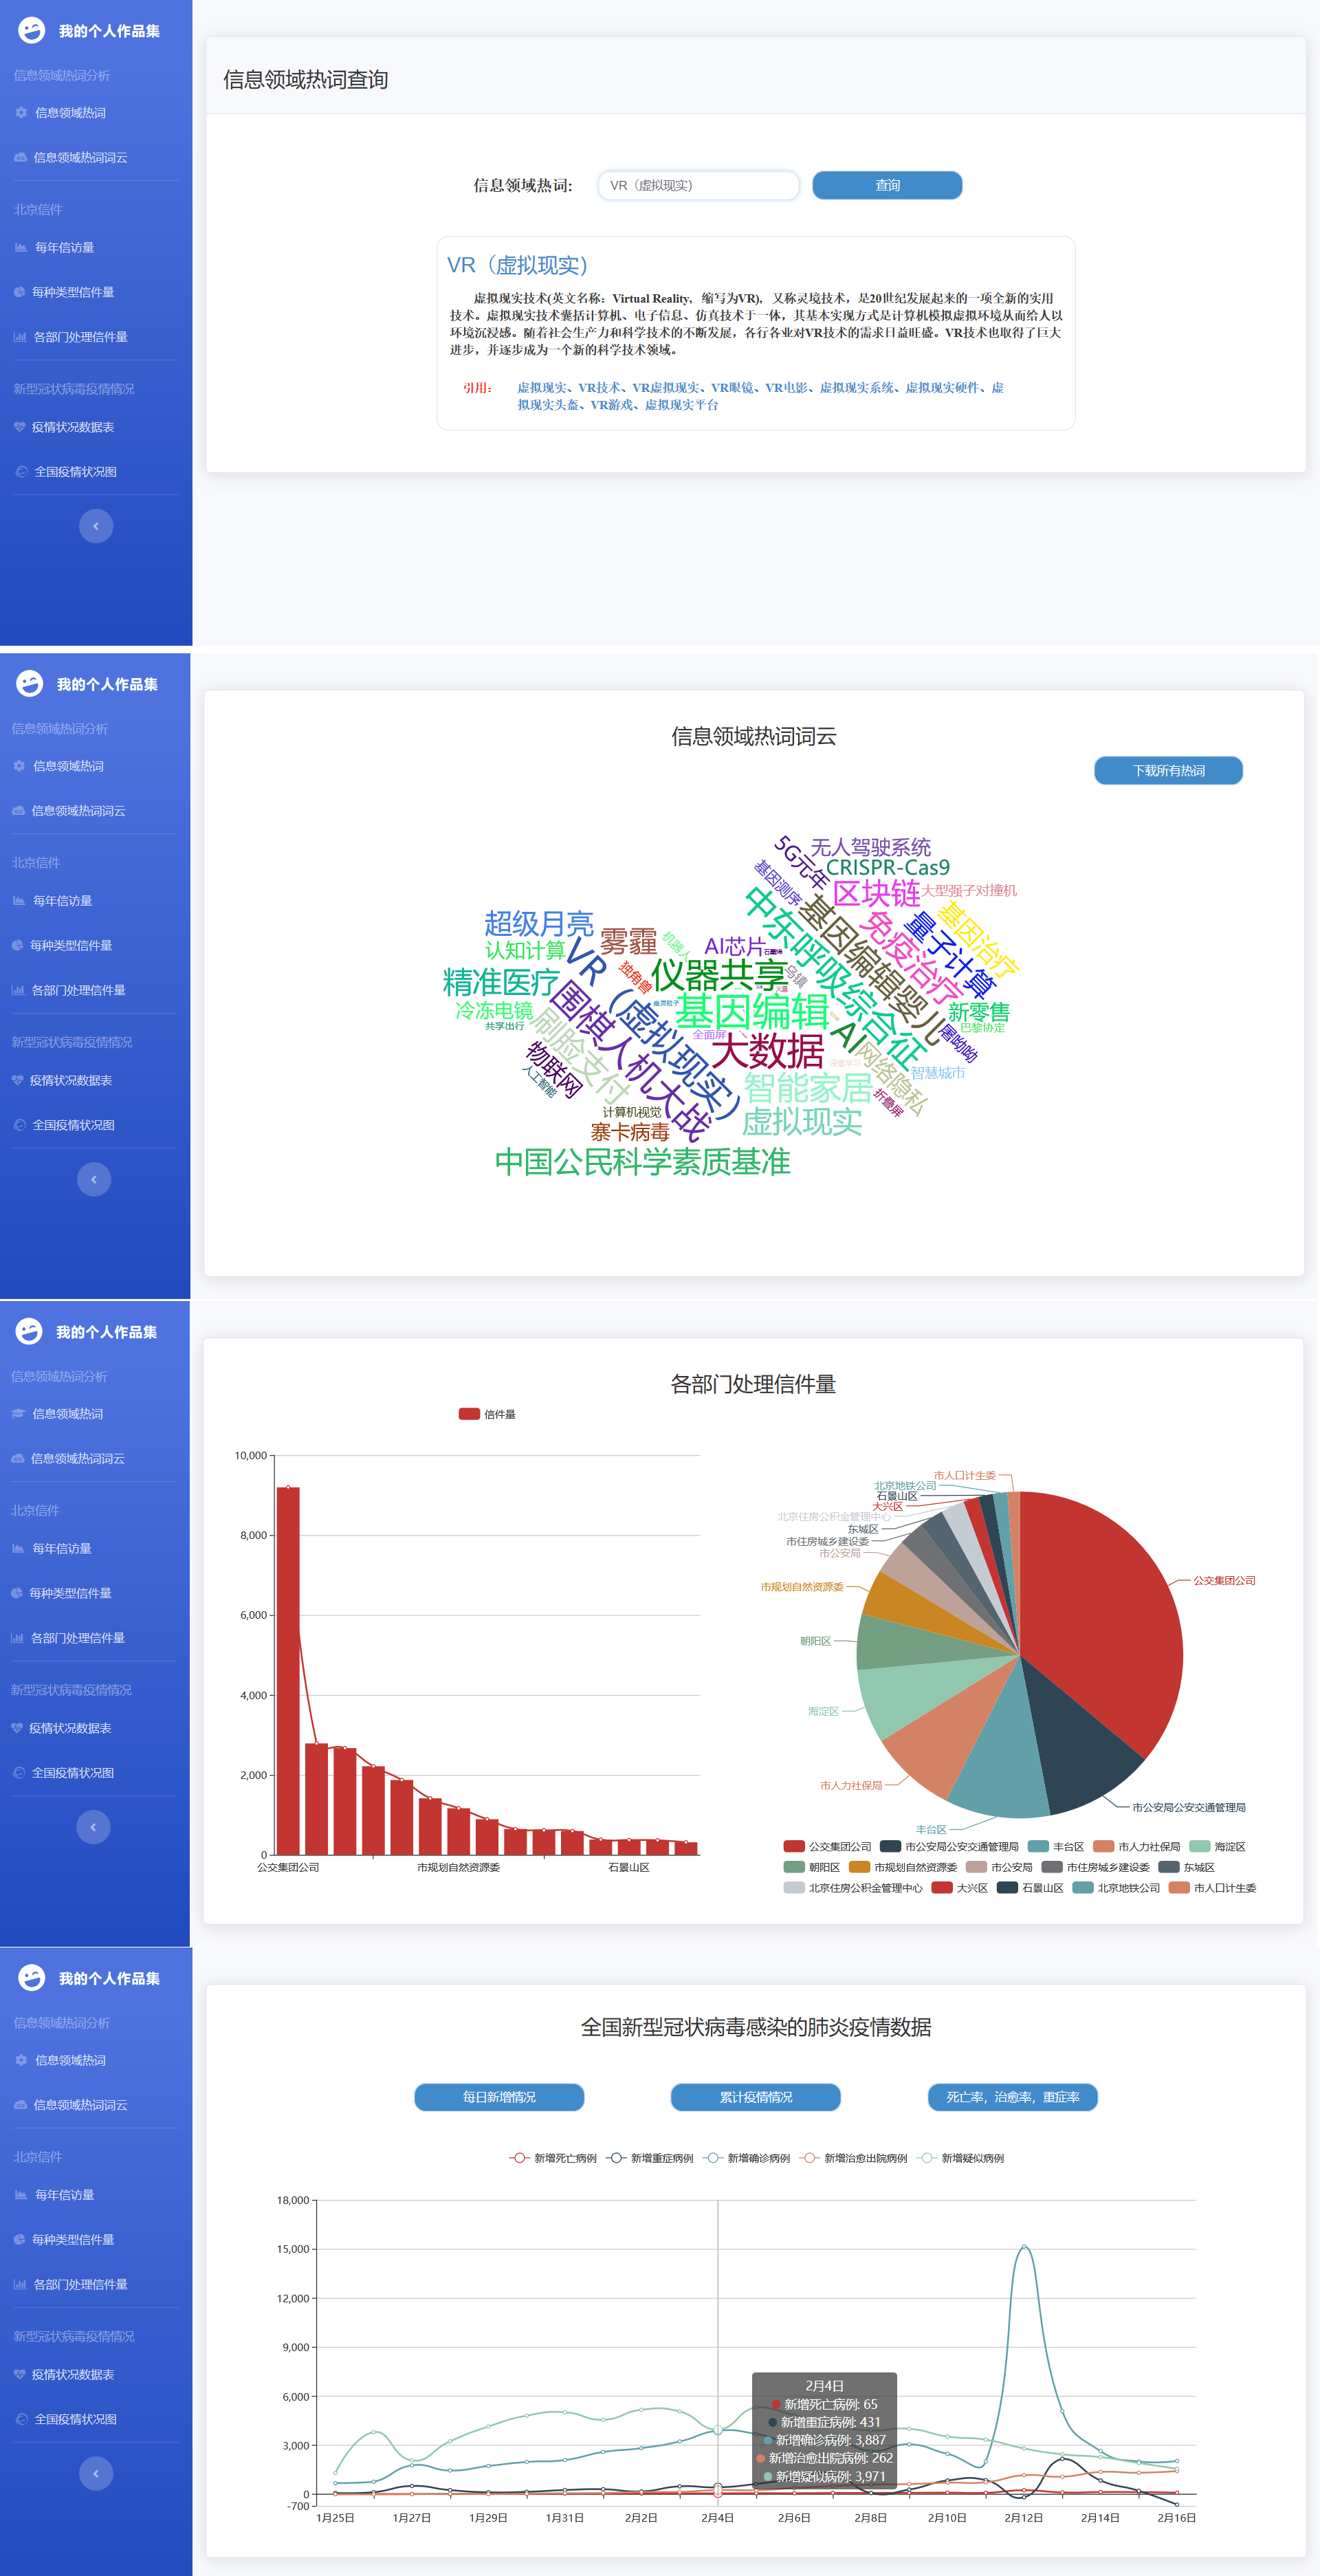 我的个人作品集
信息领域热词分析
信息领域热词
信息领域热词词云
北京信件
每年信访量
每种类型信件量
各部门处理信件量
新型冠状病毒疫情情况
疫情状况数据表
全国疫情状况图
信息领域热词查询
信息领域热词:
VR（虚拟现实）
查询
VR（虚拟现实）
虚拟现实技术(英文名称：Virtual Reality，缩写为VR)，又称灵境技术，是20世纪发展起来的一项全新的实用
技术。虚拟现实技术囊括计算机、电子信息、仿真技术于一体，其基本实现方式是计算机模拟虚拟环境从而给人以
环境沉浸感。随着社会生产力和科学技术的不断发展，各行各业对VR技术的需求日益旺盛。VR技术也取得了巨大
进步，并逐步成为一个新的科学技术领域。
引用：
虚拟现实、VR技术、VR虚拟现实、VR眼镜、VR电影、虚拟现实系统、虚拟现实硬件、虚
拟现实头盔、VR游戏、虚拟现实平台
我的个人作品集
信息领域热词分析
信息领域热词
信息领域热词词云
北京信件
每年信访量
每种类型信件量
各部门处理信件量
新型冠状病毒疫情情况
疫情状况数据表
全国疫情状况图
信息领域热词词云
下载所有热词
5G元年
无人驾驶系统
基因测序
CRISPR-Cas9
区块链
大型强子对撞机
中东呼吸综合征
基因编辑婴儿
免疫治疗
量子计算
基因治疗
超级月亮
认知计算
雾霾
机器人
AI芯片
石墨烯
精准医疗
VR（虚拟现实）
独角兽
仪器共享
乌镇
冷冻电镜
围棋人机大战
幽灵粒子
基因编辑
新零售
共享出行
刷脸支付
全面屏
AI
屠呦呦
巴黎协定
大数据
深度学习
网络隐私
智慧城市
物联网
人工智能
智能家居
折叠屏
计算机视觉
虚拟现实
寨卡病毒
中国公民科学素质基准
我的个人作品集
信息领域热词分析
信息领域热词
信息领域热词词云
北京信件
每年信访量
每种类型信件量
各部门处理信件量
新型冠状病毒疫情情况
疫情状况数据表
全国疫情状况图
各部门处理信件量
信件量
10,000
8,000
6,000
4,000
2,000
0
公交集团公司
市规划自然资源委
石景山区
市人口计生委
北京地铁公司
石景山区
大兴区
北京住房公积金管理中心
东城区
市住房城乡建设委
市公安局
市规划自然资源委
朝阳区
海淀区
市人力社保局
丰台区
公交集团公司
市公安局公安交通管理局
公交集团公司 市公安局公安交通管理局 丰台区 市人力社保局 海淀区
朝阳区 市规划自然资源委 市公安局 市住房城乡建设委 东城区
北京住房公积金管理中心 大兴区 石景山区 北京地铁公司 市人口计生委
我的个人作品集
信息领域热词分析
信息领域热词
信息领域热词词云
北京信件
每年信访量
每种类型信件量
各部门处理信件量
新型冠状病毒疫情情况
疫情状况数据表
全国疫情状况图
全国新型冠状病毒感染的肺炎疫情数据
每日新增情况
累计疫情情况
死亡率，治愈率，重症率
新增死亡病例 新增重症病例 新增确诊病例 新增治愈出院病例 新增疑似病例
18,000
15,000
12,000
9,000
6,000
3,000
0
-700
2月4日
新增死亡病例: 65
新增重症病例: 431
新增确诊病例: 3,887
新增治愈出院病例: 262
新增疑似病例: 3,971
1月25日 1月27日 1月29日 1月31日 2月2日 2月4日 2月6日 2月8日 2月10日 2月12日 2月14日 2月16日